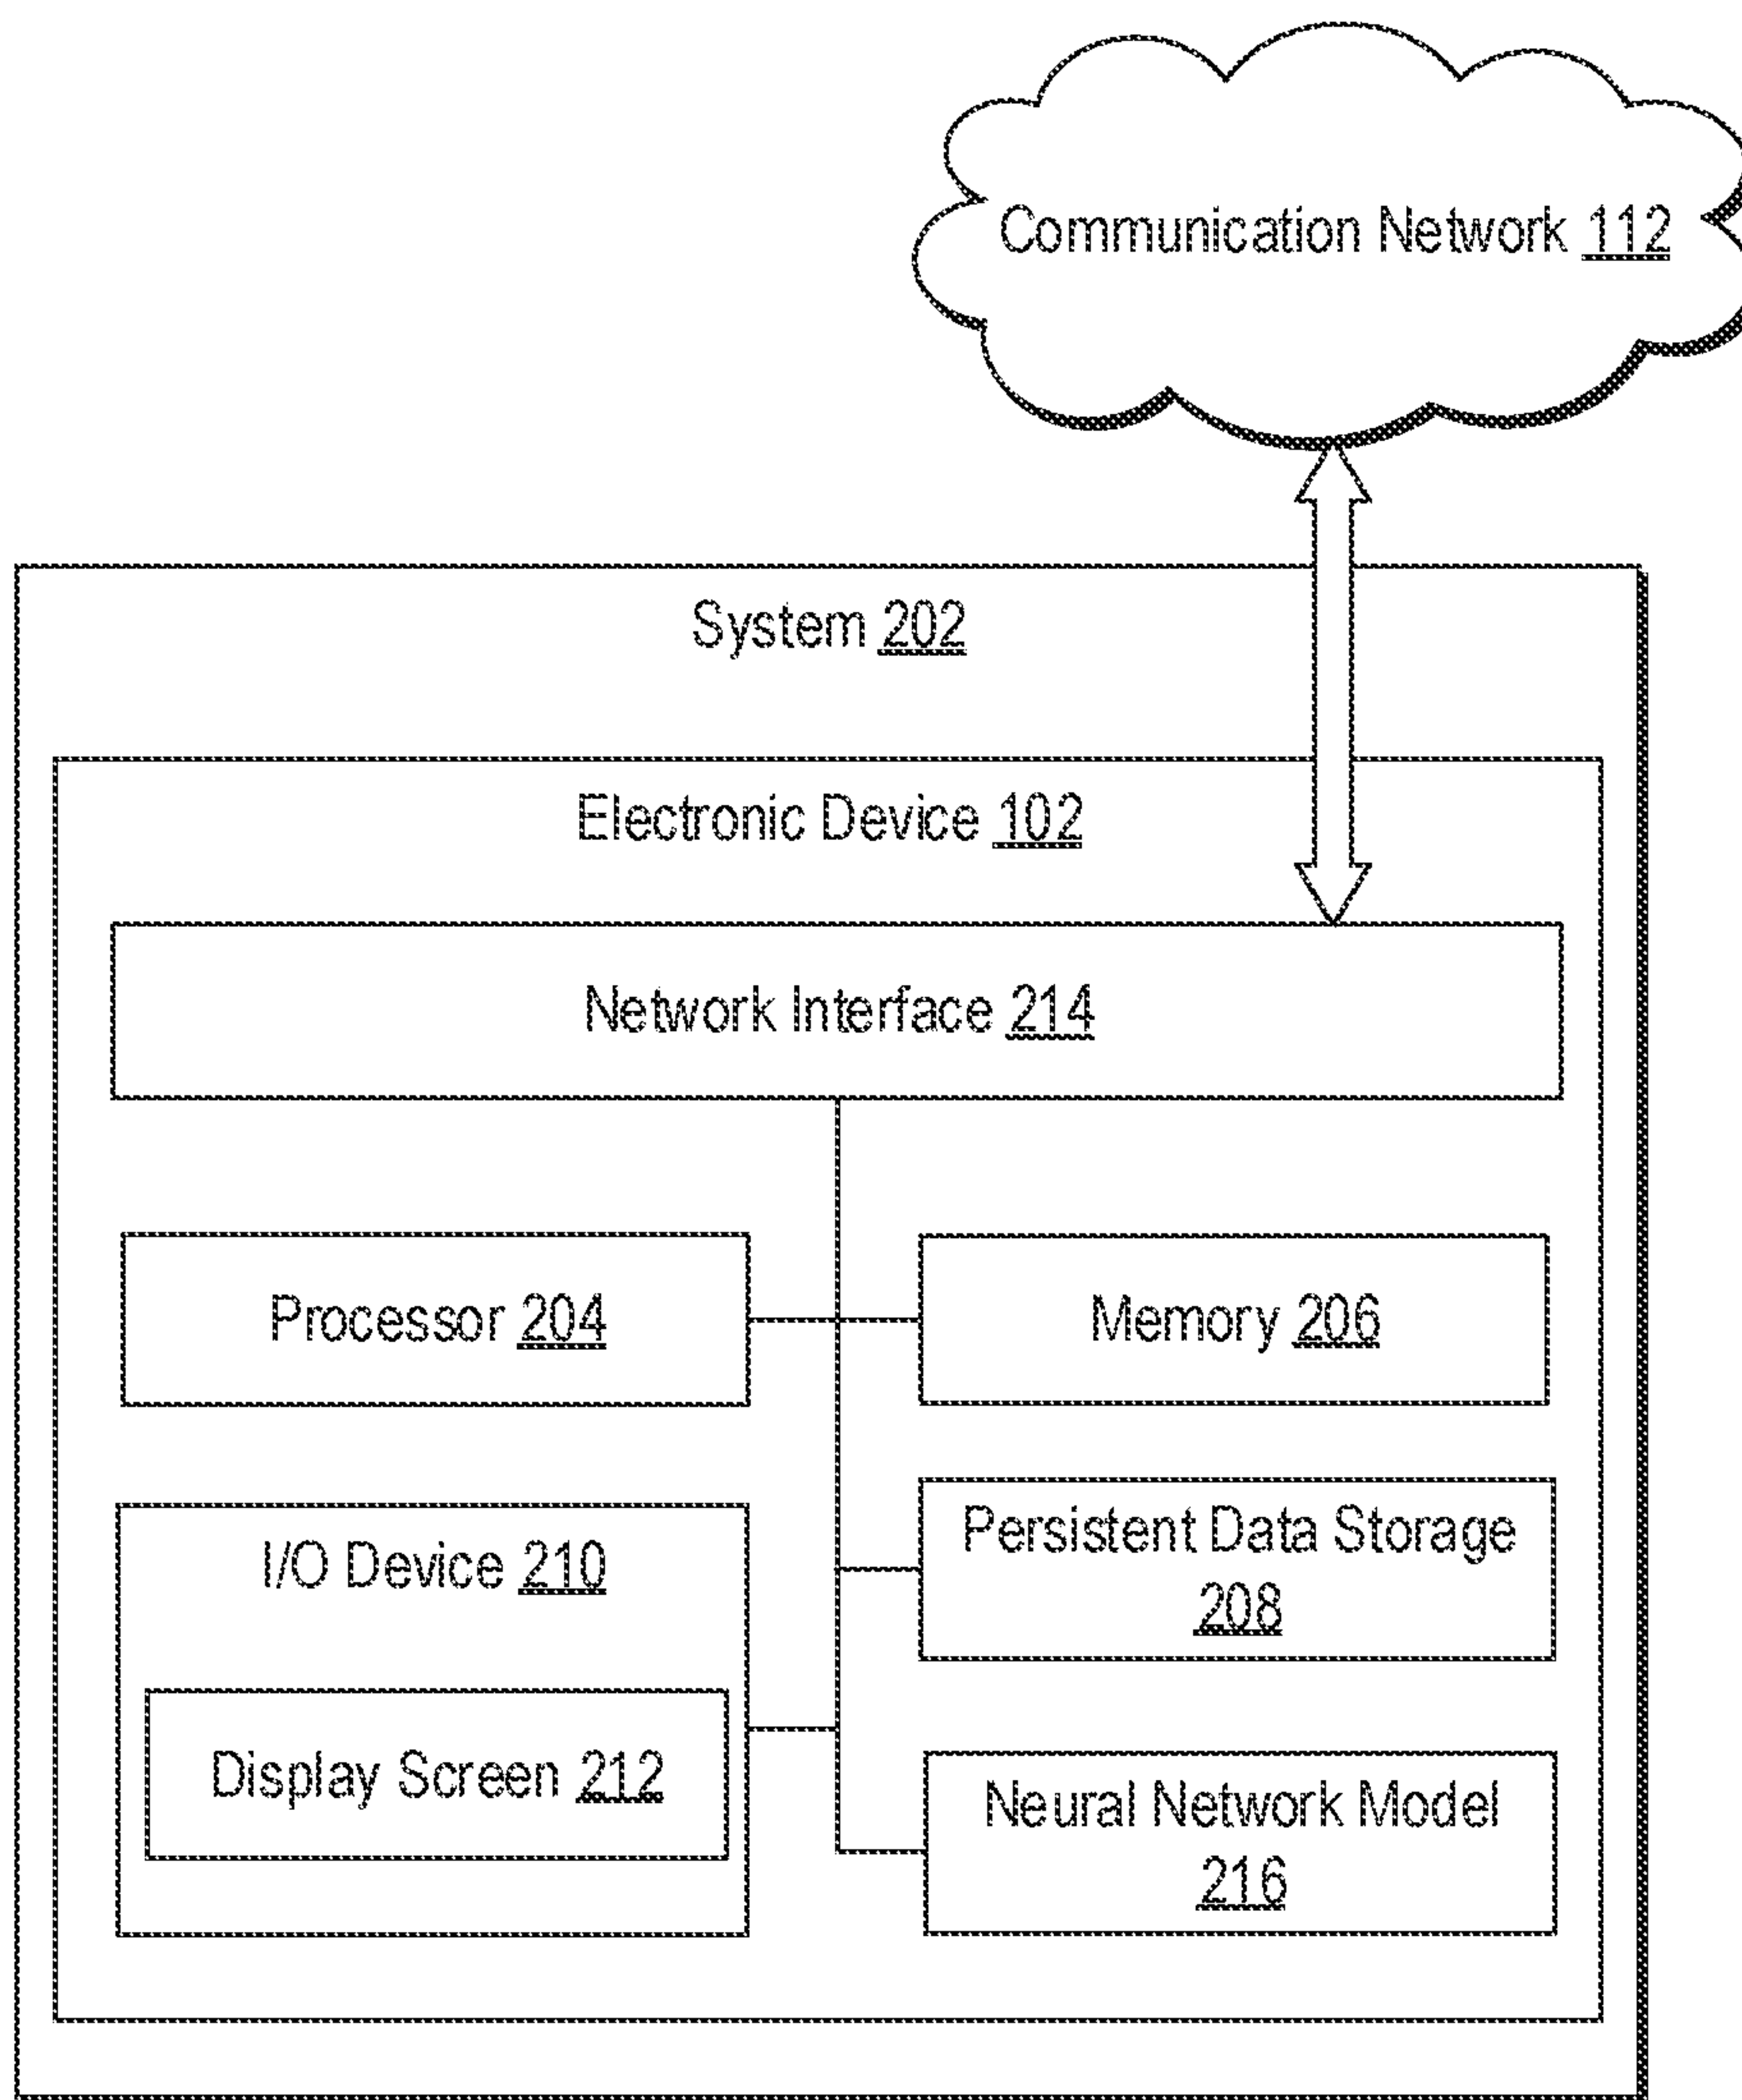 Communication Network 112
System 202
Electronic Device 102
Network Interface 214
Processor 204
Memory 206
I/O Device 210
Display Screen 212
Persistent Data Storage
208
Neural Network Model
216